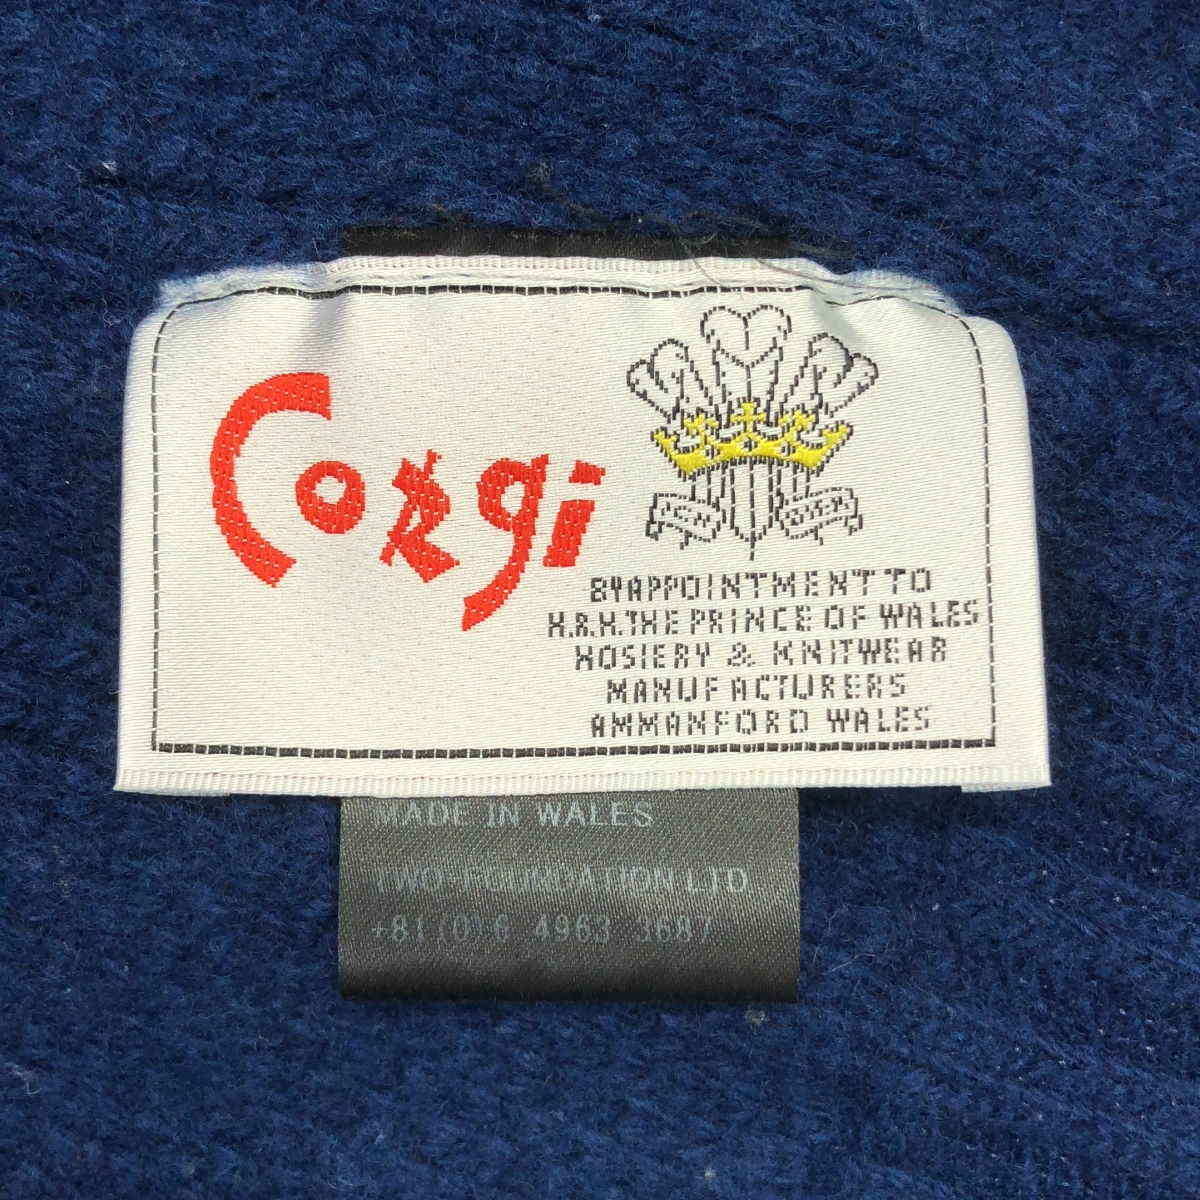 Corgi
BY APPOINTMENT TO
H.R.H. THE PRINCE OF WALES
HOSIERY & KNITWEAR
MANUFACTURERS
AMMANFORD WALES
MADE IN WALES
TWO-FOUNDATION LTD
+81(0)6 4963 3687